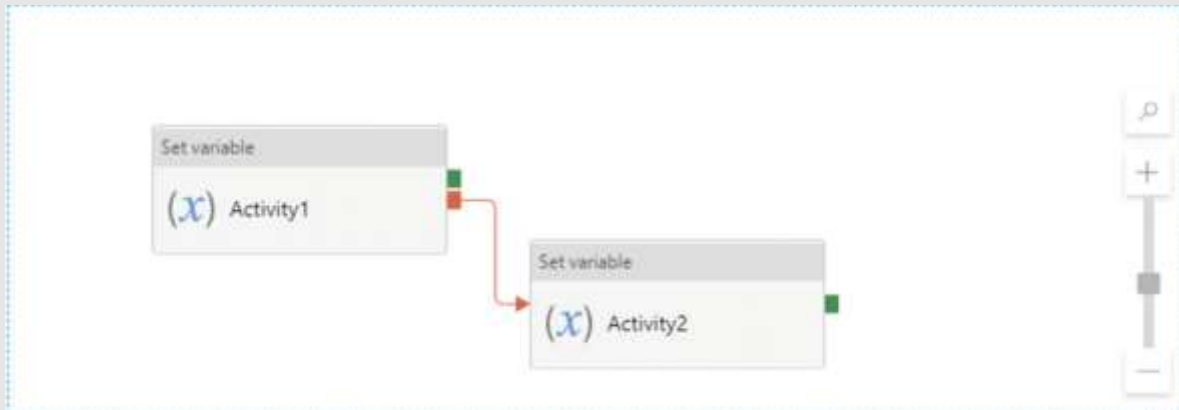 Set variable
(x) Activity1
Set variable
(x) Activity2